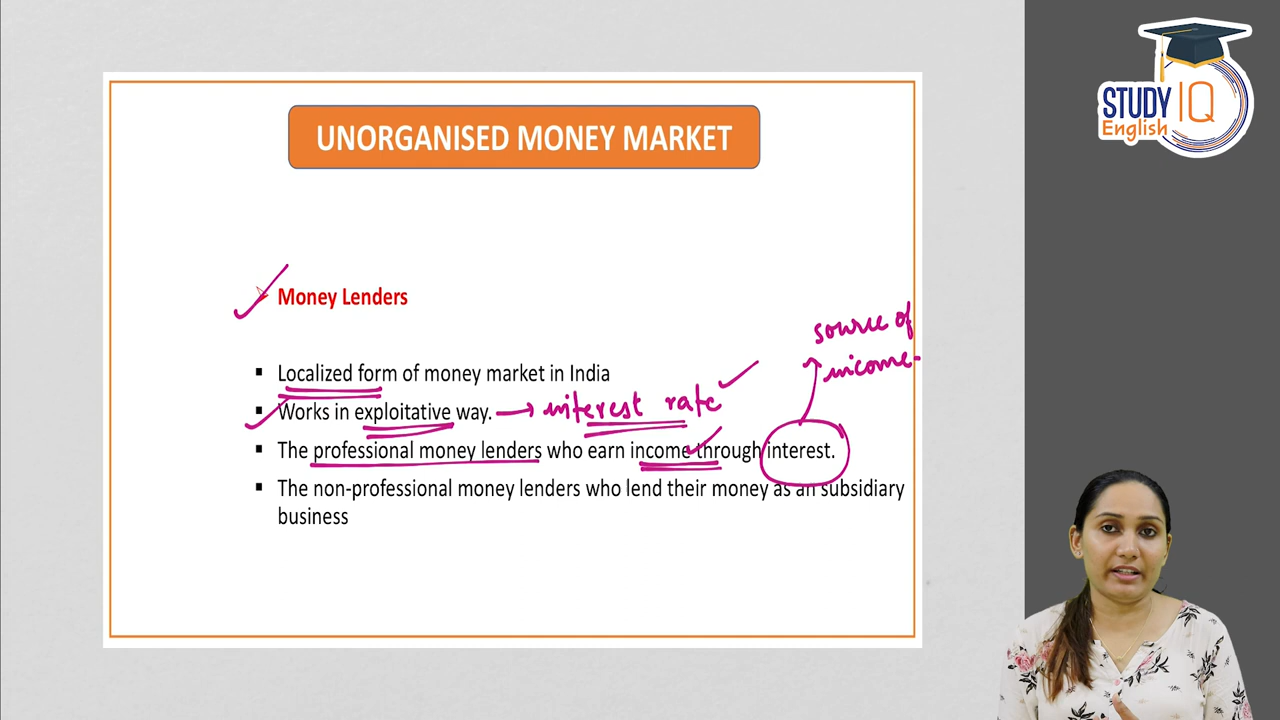 UNORGANISED MONEY MARKET
STUDY IQ
English
Money Lenders
source of
income
Localized form of money market in India
Works in exploitative way. → interest rate
The professional money lenders who earn income through interest.
The non-professional money lenders who lend their money as an subsidiary
business